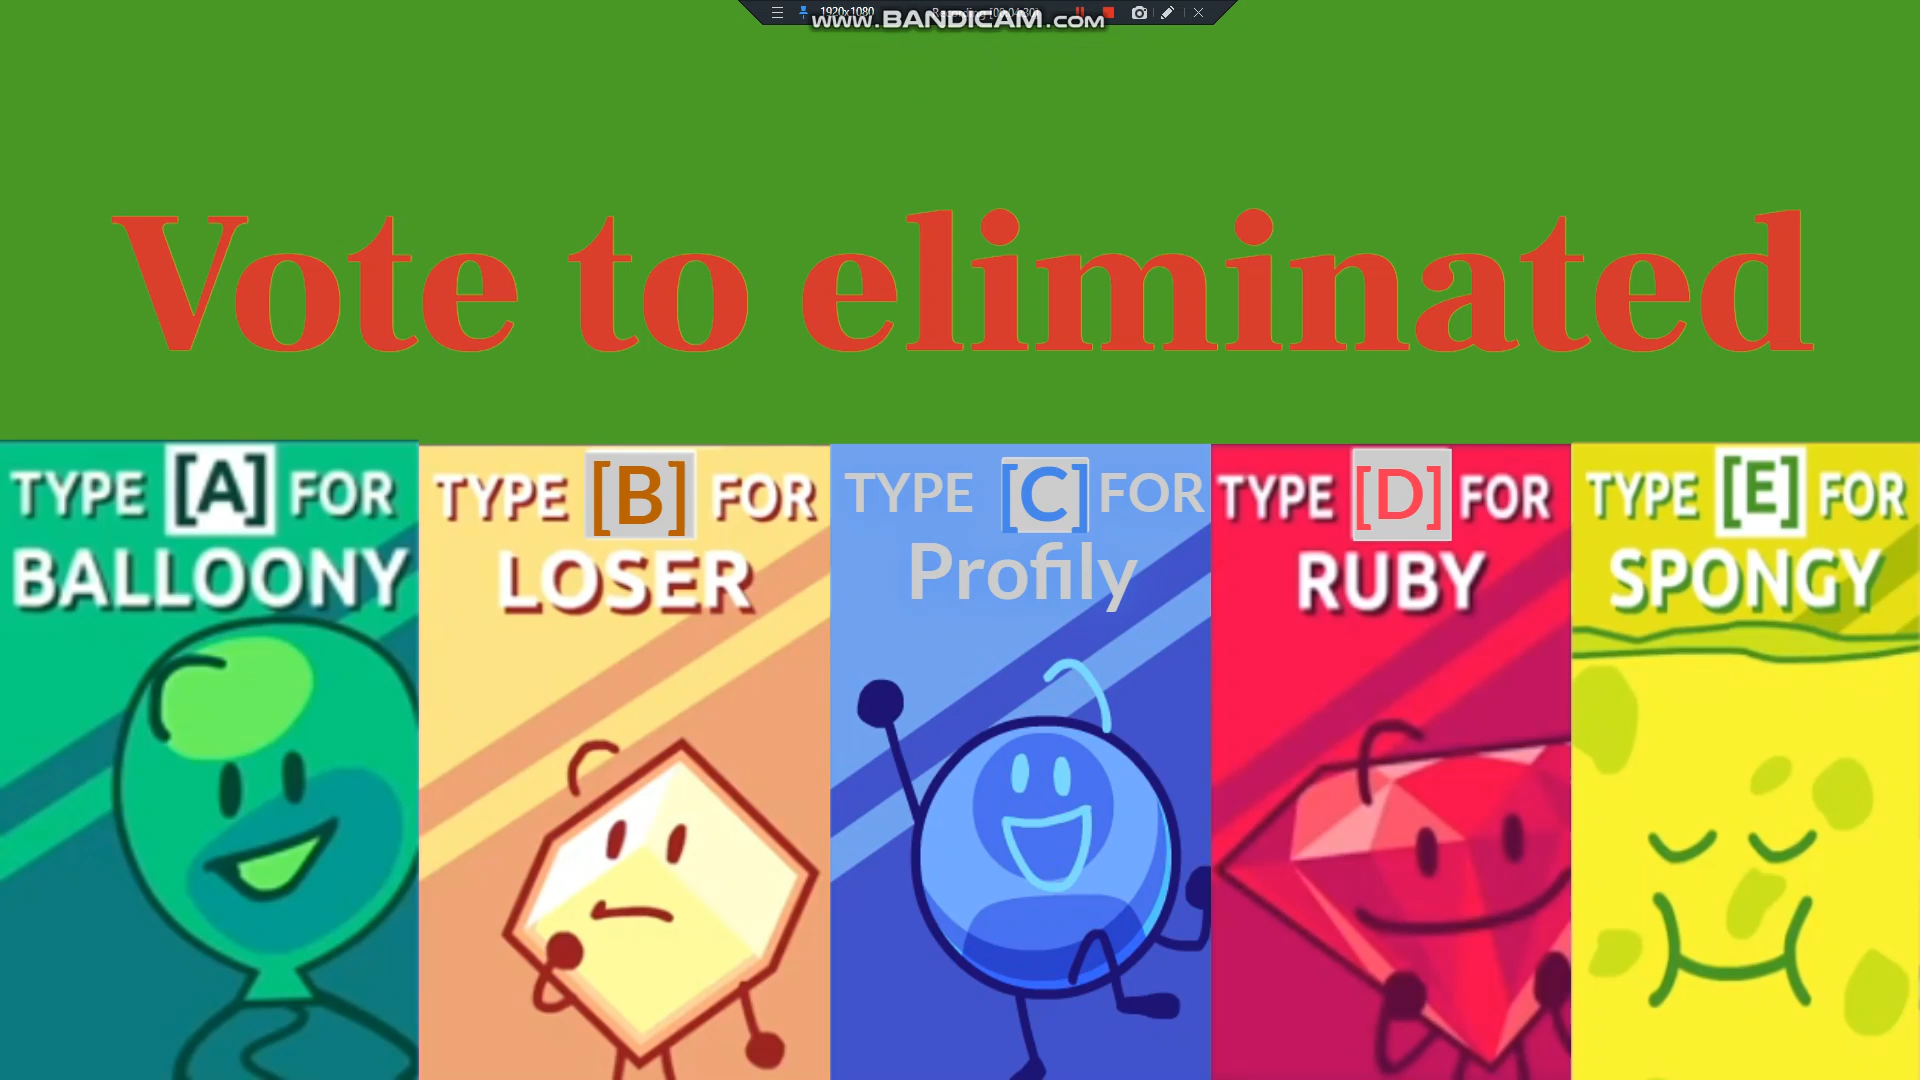 1920x1080
www.BANDICAM.com
Vote to eliminated
TYPE [A] FOR
BALLOONY
TYPE [B] FOR
LOSER
TYPE [C] FOR
Profily
TYPE [D] FOR
RUBY
TYPE [E] FOR
SPONGY